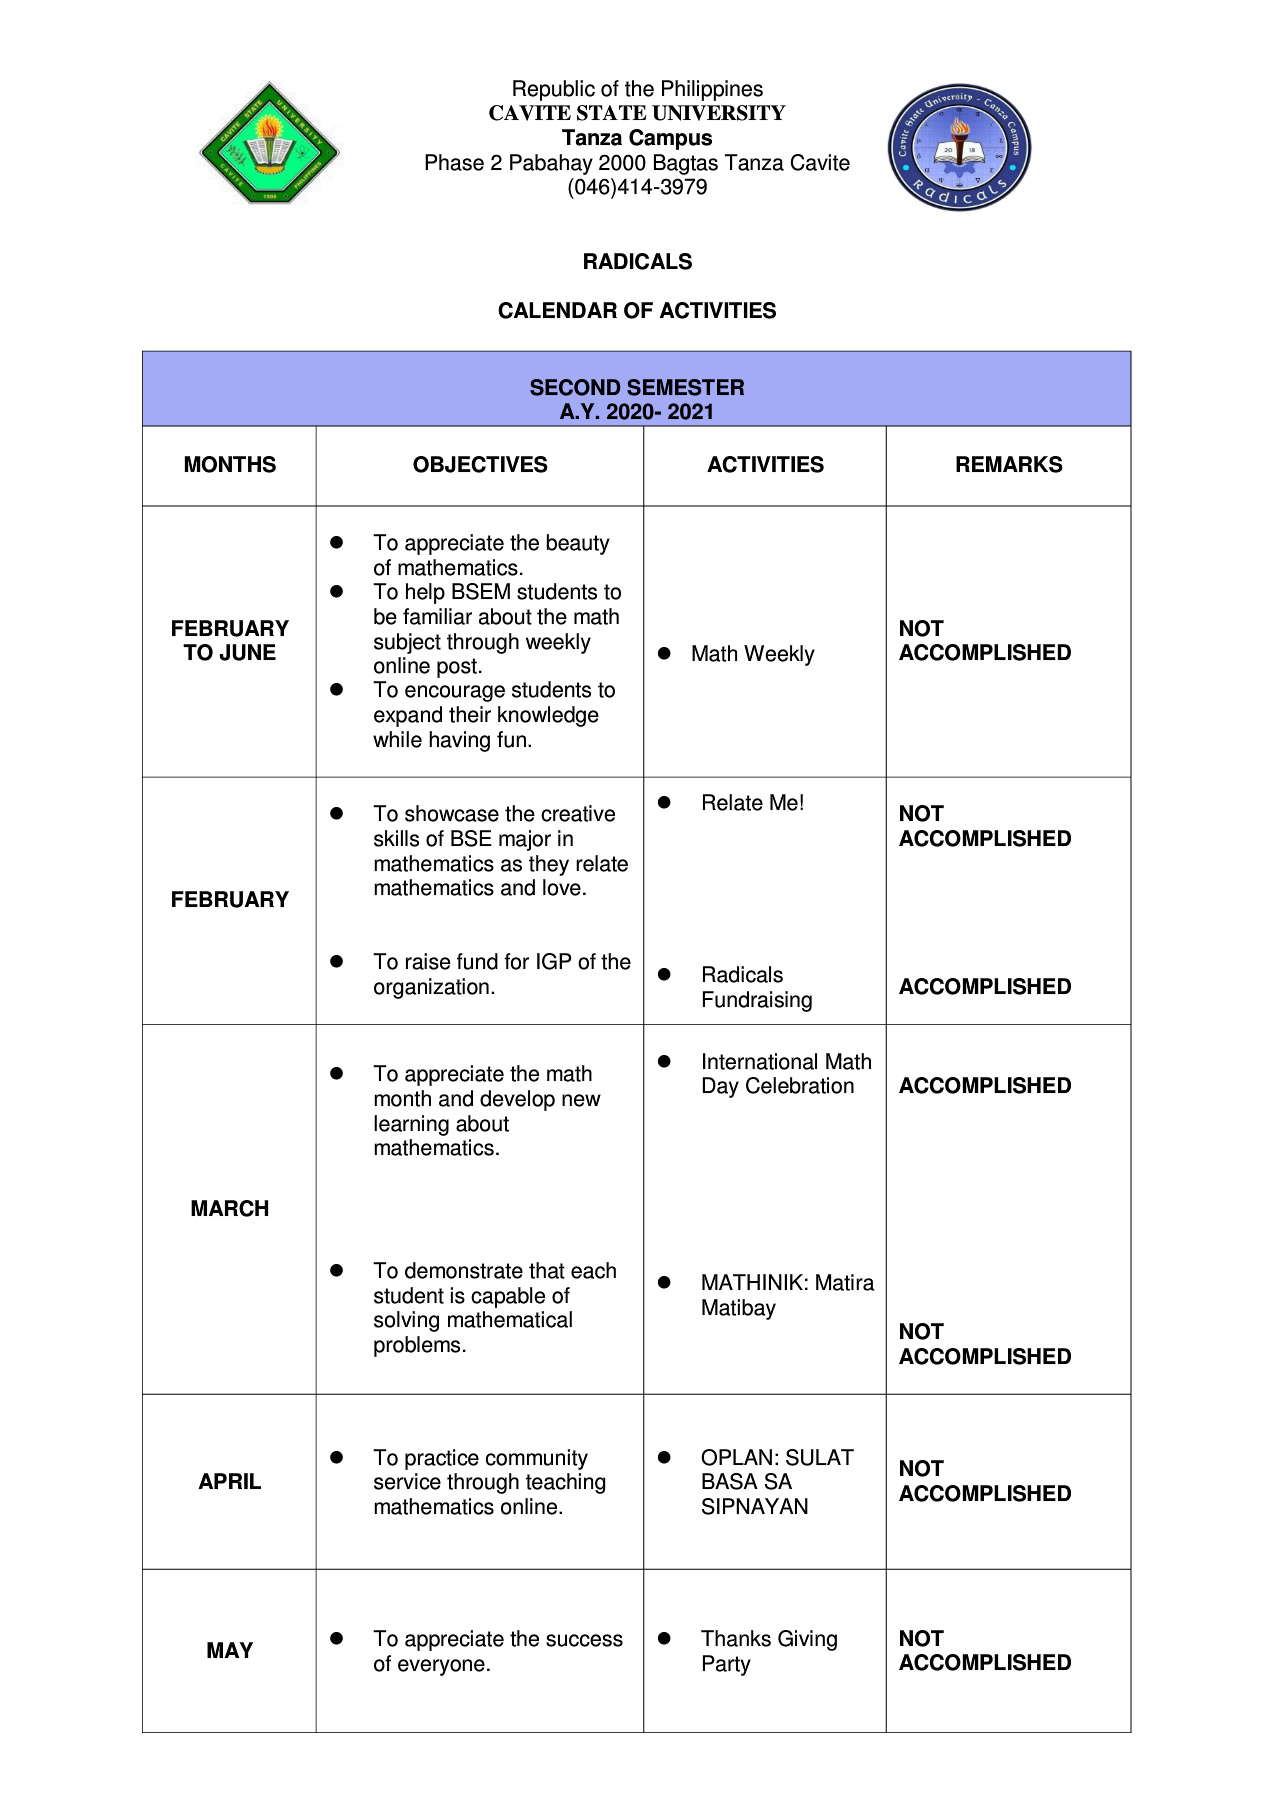 Republic of the Philippines
CAVITE STATE UNIVERSITY
Tanza Campus
Phase 2 Pabahay 2000 Bagtas Tanza Cavite
(046)414-3979
CAVITE STATE UNIVERSITY
CAVITE PHILIPPINES
1906
Cavite State University - Tanza Campus
20 18
Radicals
RADICALS
CALENDAR OF ACTIVITIES
SECOND SEMESTER
A.Y. 2020- 2021
MONTHS OBJECTIVES ACTIVITIES REMARKS
FEBRUARY
TO JUNE
● To appreciate the beauty
of mathematics.
● To help BSEM students to
be familiar about the math
subject through weekly
online post.
● To encourage students to
expand their knowledge
while having fun.
● Math Weekly
NOT
ACCOMPLISHED
FEBRUARY
● To showcase the creative
skills of BSE major in
mathematics as they relate
mathematics and love.
● To raise fund for IGP of the
organization.
● Relate Me!
● Radicals
Fundraising
NOT
ACCOMPLISHED
ACCOMPLISHED
MARCH
● To appreciate the math
month and develop new
learning about
mathematics.
● To demonstrate that each
student is capable of
solving mathematical
problems.
● International Math
Day Celebration
● MATHINIK: Matira
Matibay
ACCOMPLISHED
NOT
ACCOMPLISHED
APRIL
● To practice community
service through teaching
mathematics online.
● OPLAN: SULAT
BASA SA
SIPNAYAN
NOT
ACCOMPLISHED
MAY
● To appreciate the success
of everyone.
● Thanks Giving
Party
NOT
ACCOMPLISHED